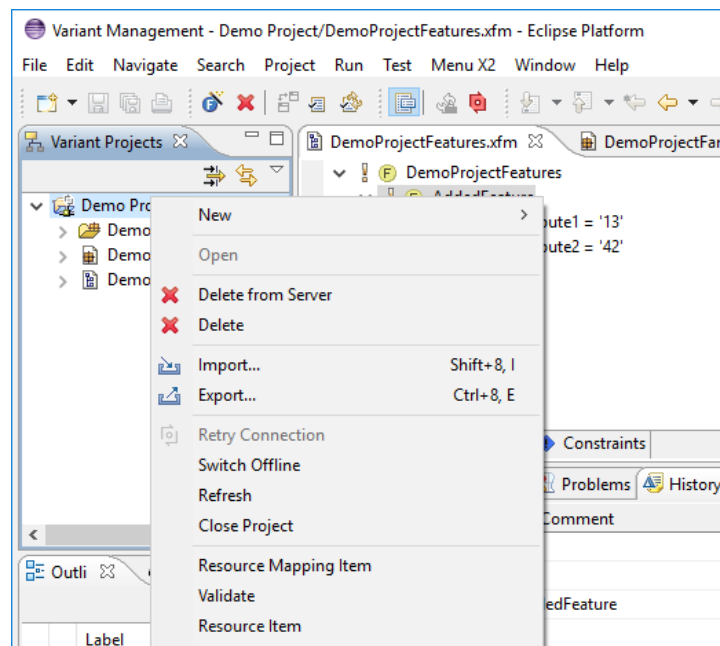 Variant Management - Demo Project/DemoProjectFeatures.xfm - Eclipse Platform
File Edit Navigate Search Project Run Test Menu X2 Window Help
Variant Projects
DemoProjectFeatures.xfm
DemoProjectFar
DemoProjectFeatures
AddedFeature
Demo Pro
Demo
Demo
Demo
bute1 = '13'
bute2 = '42'
New
Open
Delete from Server
Delete
Import... Shift+8, I
Export... Ctrl+8, E
Retry Connection
Switch Offline
Refresh
Close Project
Resource Mapping Item
Validate
Resource Item
Constraints
Problems
History
Comment
edFeature
Outli
Label